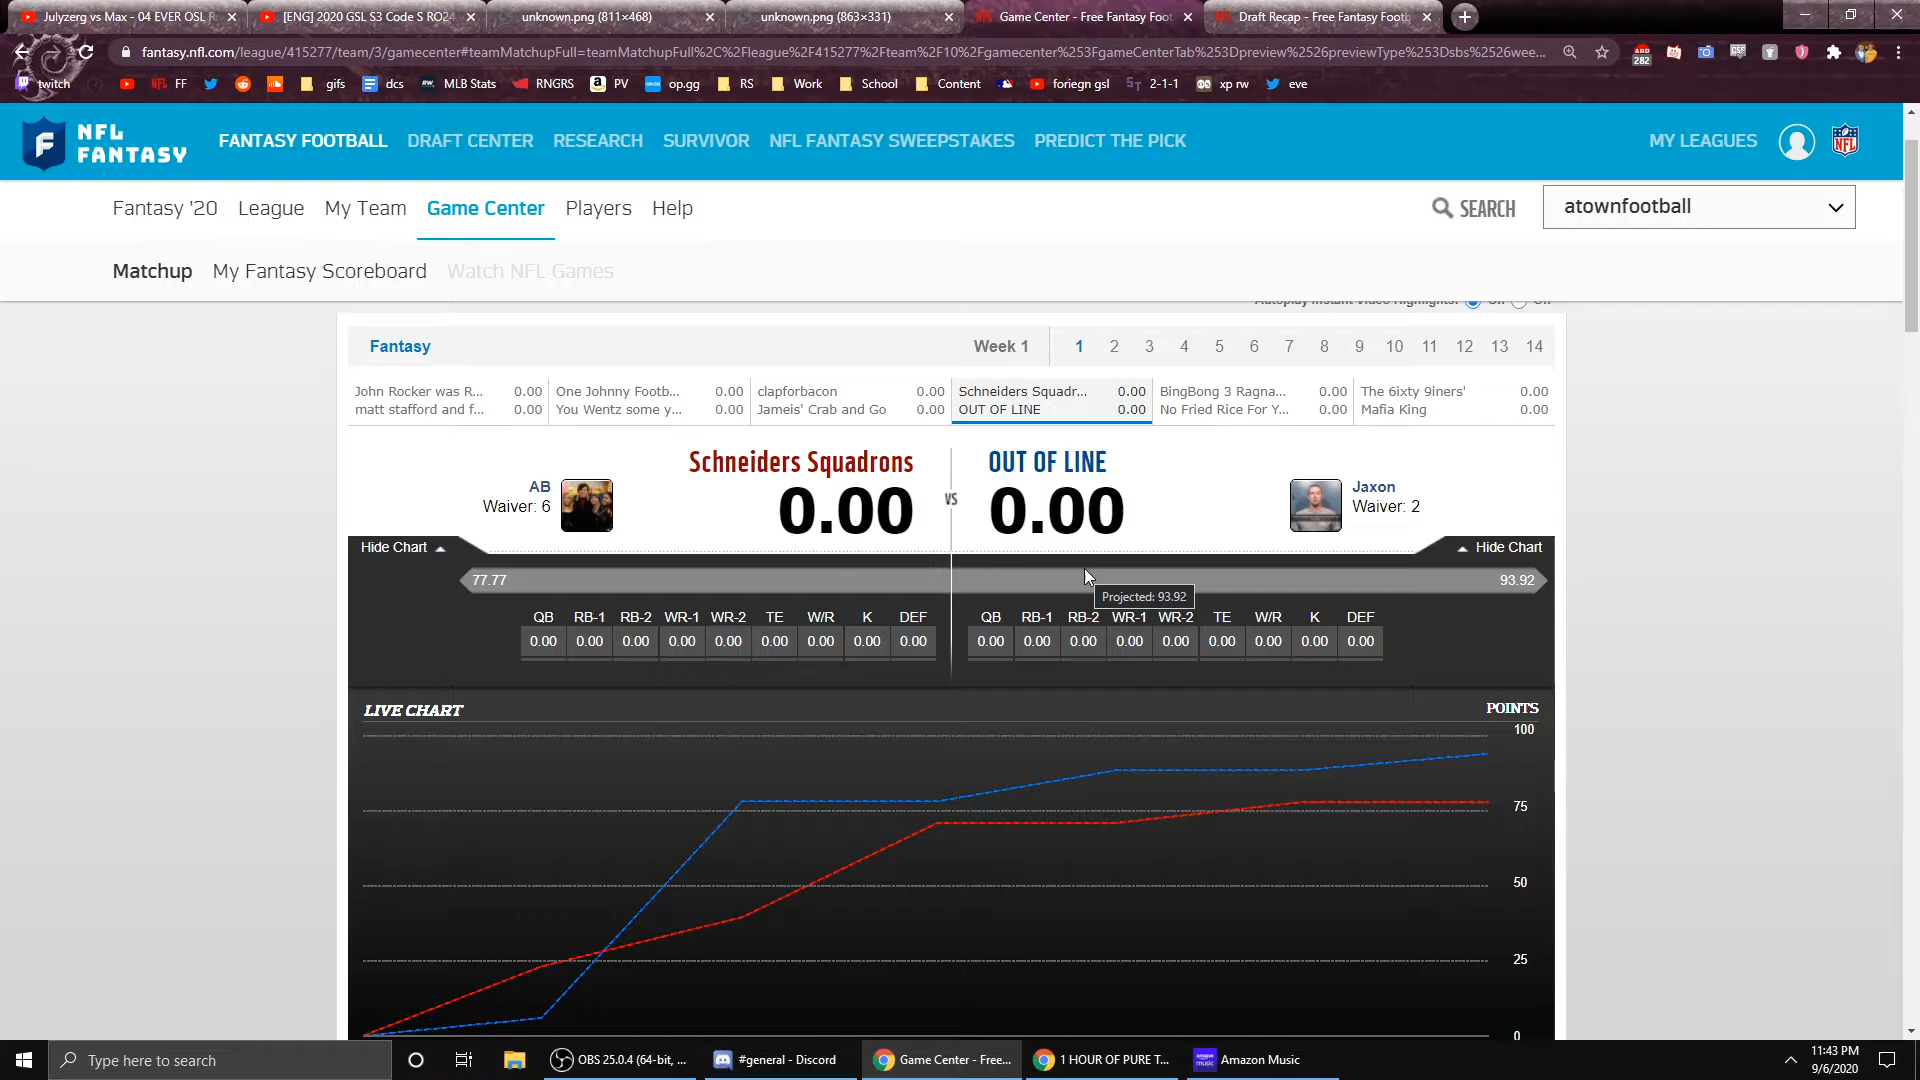 Julyzerg vs Max - 04 EVER OSL R
[ENG] 2020 GSL S3 Code S RO24
unknown.png (811×468)
unknown.png (863×331)
Game Center - Free Fantasy Foot
Draft Recap - Free Fantasy Footb
fantasy.nfl.com/league/415277/team/3/gamecenter#teamMatchupFull=teamMatchupFull%2C%2Fleague%2F415277%2Fteam%2F10%2Fgamecenter%253FgameCenterTab%253Dpreview%2526previewType%253Dsbs%2526wee...
282
twitch
FF
gifs
dcs
MLB Stats
RNGRS
PV
op.gg
RS
Work
School
Content
foriegn gsl
2-1-1
xp rw
eve
NFL FANTASY
FANTASY FOOTBALL
DRAFT CENTER
RESEARCH
SURVIVOR
NFL FANTASY SWEEPSTAKES
PREDICT THE PICK
MY LEAGUES
NFL
Fantasy '20
League
My Team
Game Center
Players
Help
SEARCH
atownfootball
Matchup
My Fantasy Scoreboard
Watch NFL Games
Fantasy
Week 1
1 2 3 4 5 6 7 8 9 10 11 12 13 14
John Rocker was R... 0.00
matt stafford and f... 0.00
One Johnny Footb... 0.00
You Wentz some y... 0.00
clapforbacon 0.00
Jameis' Crab and Go 0.00
Schneiders Squadr... 0.00
OUT OF LINE 0.00
BingBong 3 Ragna... 0.00
No Fried Rice For Y... 0.00
The 6ixty 9iners' 0.00
Mafia King 0.00
Schneiders Squadrons
OUT OF LINE
AB
Waiver: 6
0.00
VS
0.00
Jaxon
Waiver: 2
Hide Chart
Hide Chart
77.77
93.92
Projected: 93.92
QB RB-1 RB-2 WR-1 WR-2 TE W/R K DEF
0.00 0.00 0.00 0.00 0.00 0.00 0.00 0.00 0.00
QB RB-1 RB-2 WR-1 WR-2 TE W/R K DEF
0.00 0.00 0.00 0.00 0.00 0.00 0.00 0.00 0.00
LIVE CHART
POINTS
100
75
50
25
0
Type here to search
OBS 25.0.4 (64-bit, ...
#general - Discord
Game Center - Free...
1 HOUR OF PURE T...
Amazon Music
11:43 PM
9/6/2020